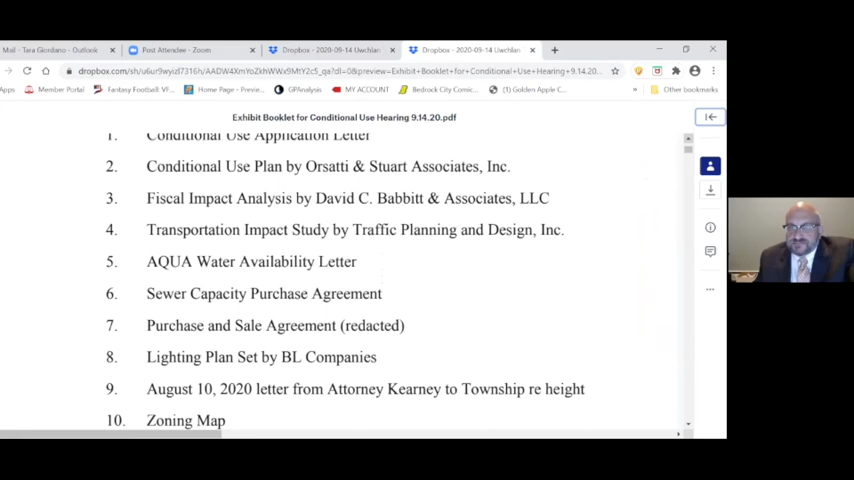 Mail - Tara Giordano - Outlook
Post Attendee - Zoom
Dropbox - 2020-09-14 Uwchlan
Dropbox - 2020-09-14 Uwchlan
Apps
Member Portal
Fantasy Football: VF...
Home Page - Previe...
GPAnalysis
MY ACCOUNT
Bedrock City Comic...
(1) Golden Apple C...
»
Other bookmarks
Exhibit Booklet for Conditional Use Hearing 9.14.20.pdf
1. Conditional Use Application Letter
2. Conditional Use Plan by Orsatti & Stuart Associates, Inc.
3. Fiscal Impact Analysis by David C. Babbitt & Associates, LLC
4. Transportation Impact Study by Traffic Planning and Design, Inc.
5. AQUA Water Availability Letter
6. Sewer Capacity Purchase Agreement
7. Purchase and Sale Agreement (redacted)
8. Lighting Plan Set by BL Companies
9. August 10, 2020 letter from Attorney Kearney to Township re height
10. Zoning Map